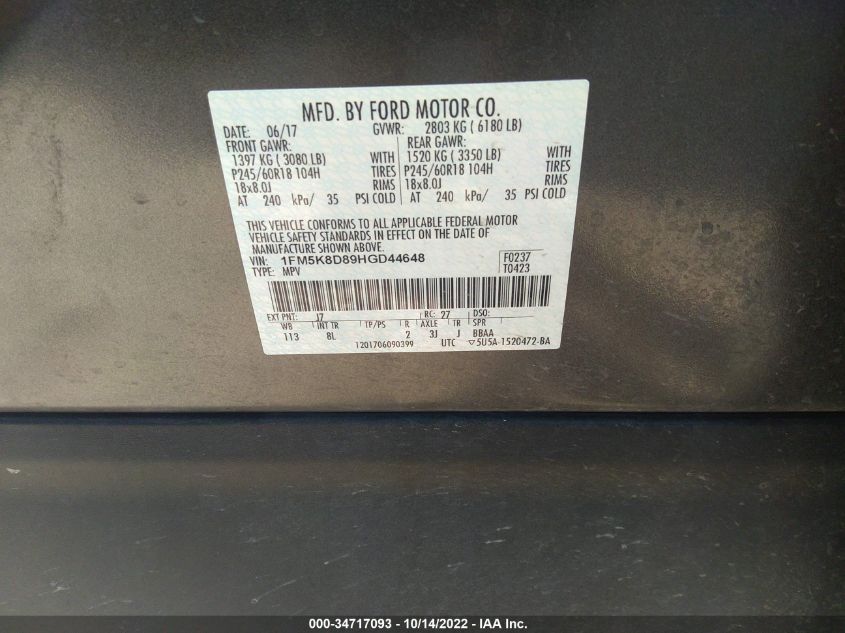 MFD. BY FORD MOTOR CO.
DATE: 06/17 GVWR: 2803 KG ( 6180 LB)
FRONT GAWR: REAR GAWR:
1397 KG ( 3080 LB) WITH 1520 KG ( 3350 LB) WITH
P245/60R18 104H TIRES P245/60R18 104H TIRES
18x8.0J RIMS 18x8.0J RIMS
AT 240 kPa/ 35 PSI COLD AT 240 kPa/ 35 PSI COLD
THIS VEHICLE CONFORMS TO ALL APPLICABLE FEDERAL MOTOR
VEHICLE SAFETY STANDARDS IN EFFECT ON THE DATE OF
MANUFACTURE SHOWN ABOVE.
VIN: 1FM5K8D89HGD44648 F0237
TYPE: MPV T0423
EXT PNT: J7 RC: 27 DSO:
WB INT TR TP/PS R AXLE TR SPR
113 8L 2 3J J BBAA
1201706090399 UTC ▽5U5A-1520472-BA
000-34717093 - 10/14/2022 - IAA Inc.